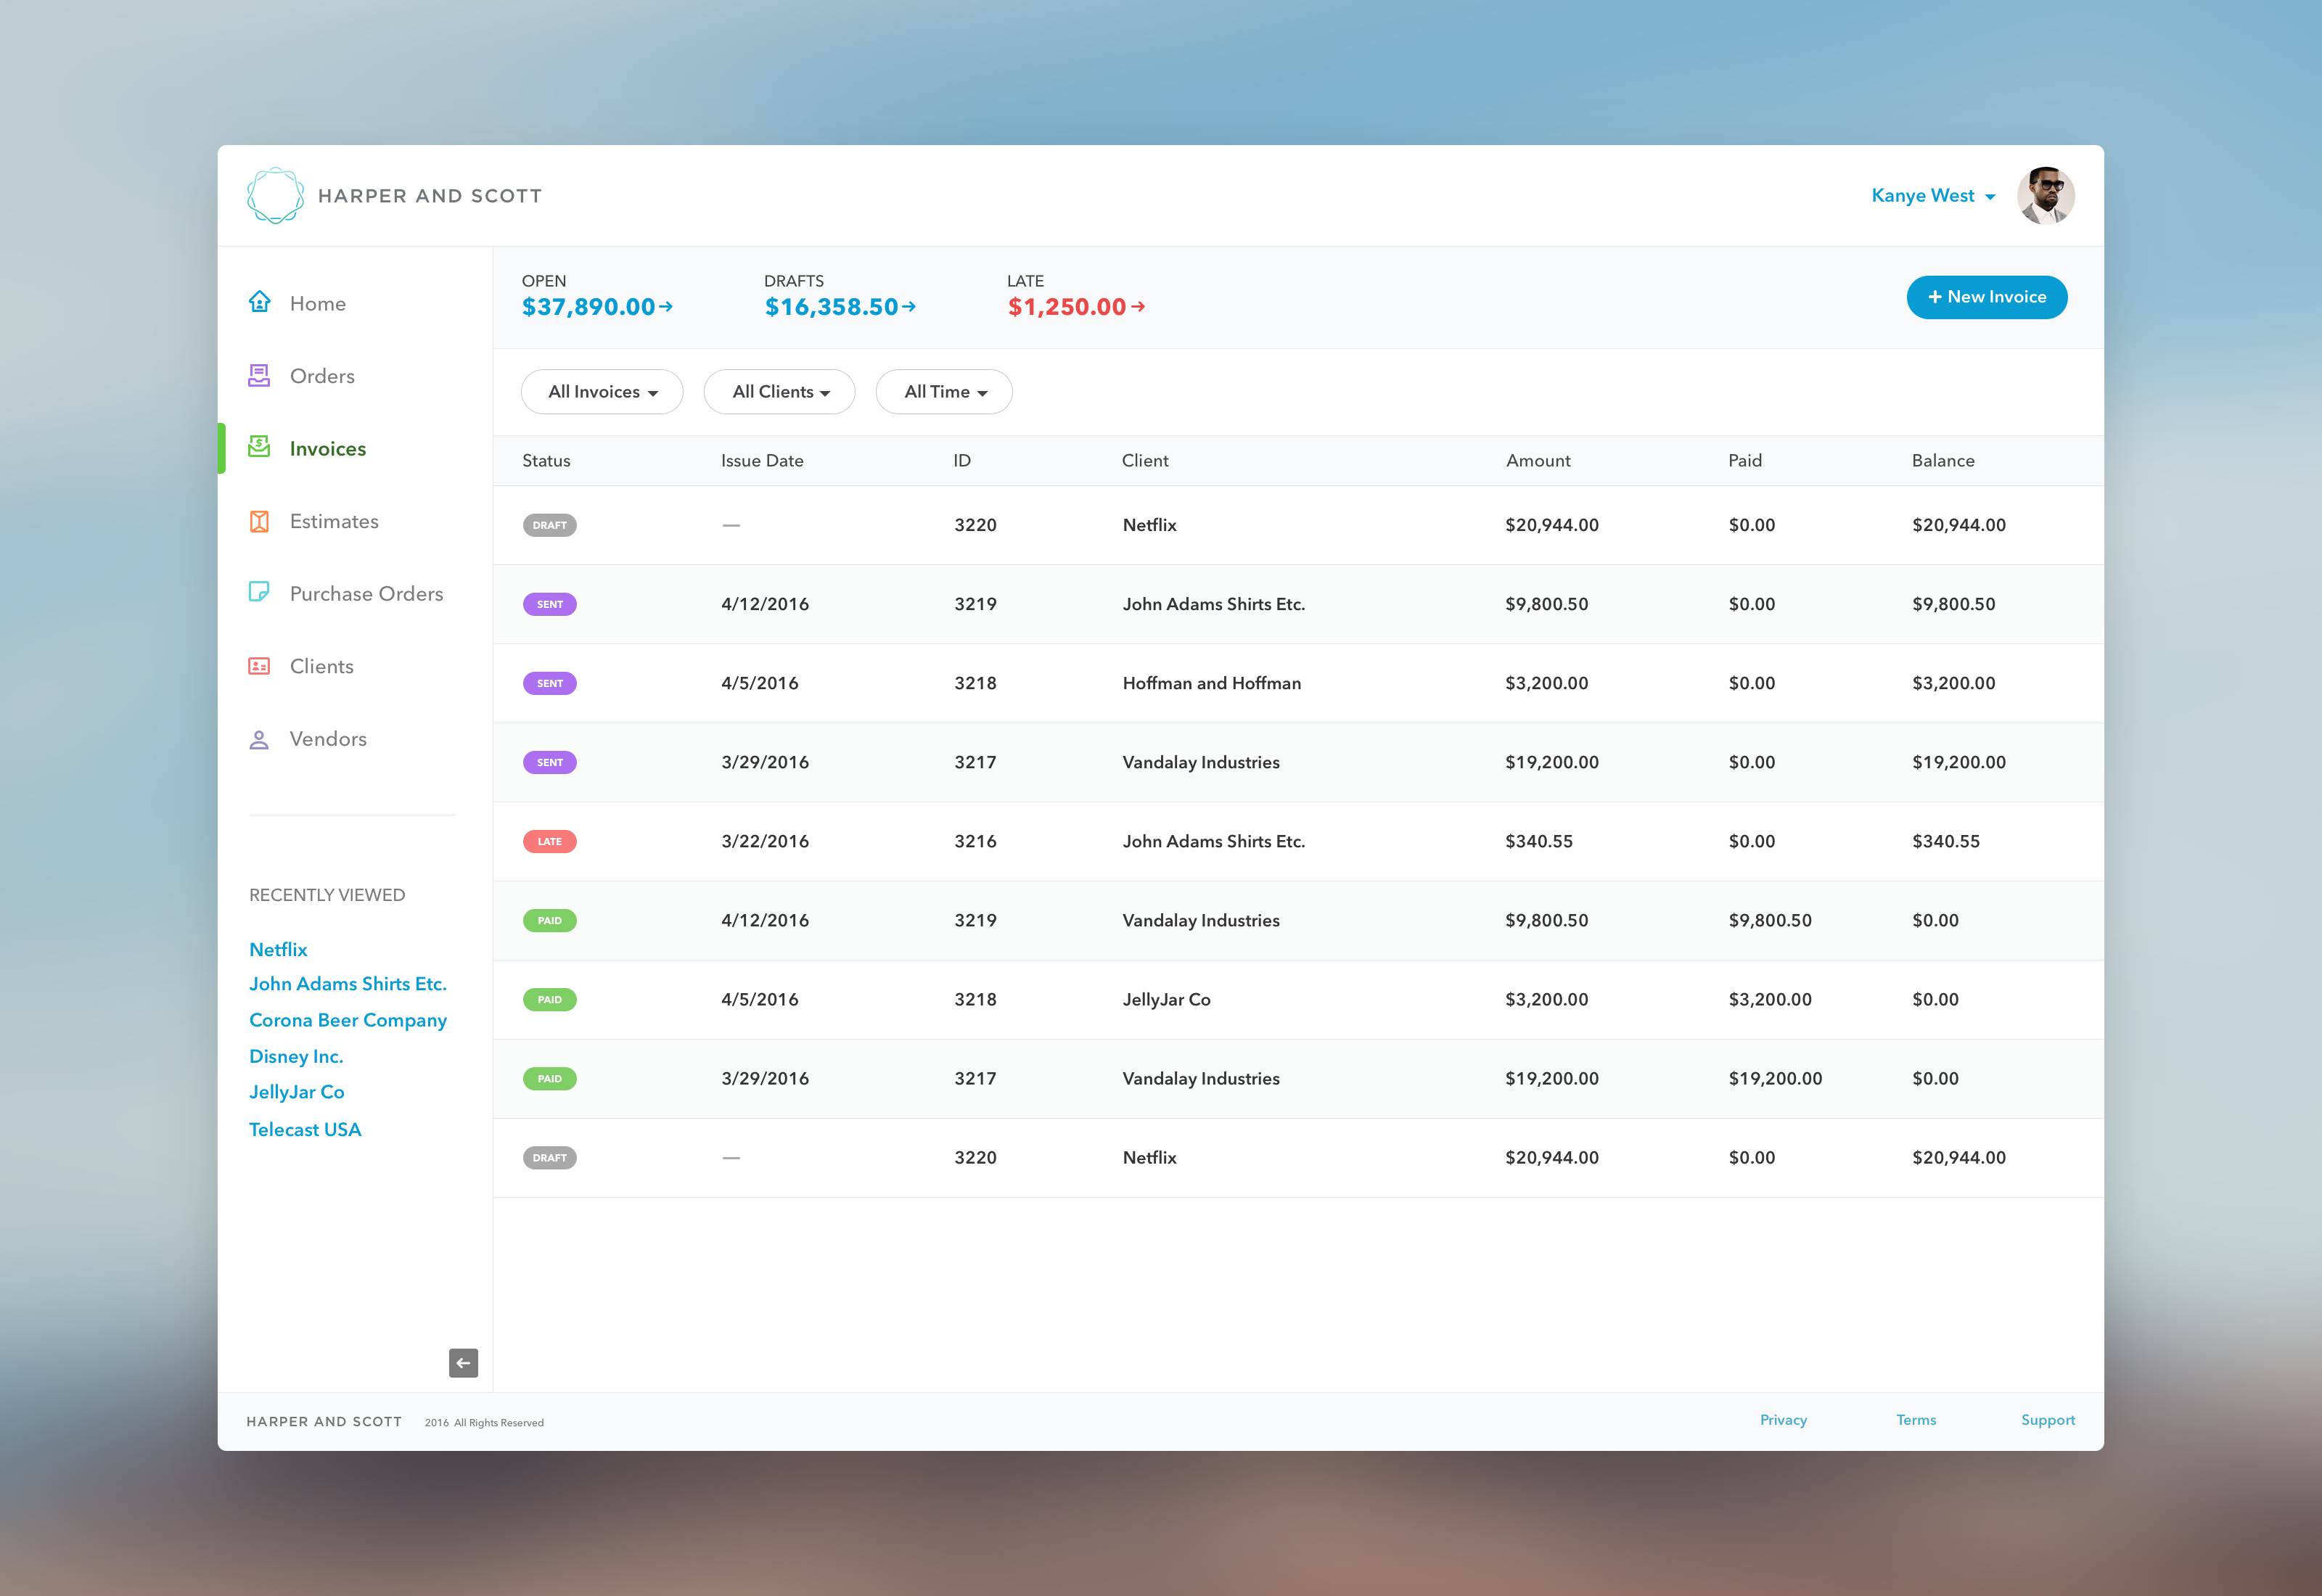 HARPER AND SCOTT
Kanye West
Home
Orders
Invoices
Estimates
Purchase Orders
Clients
Vendors
RECENTLY VIEWED
Netflix
John Adams Shirts Etc.
Corona Beer Company
Disney Inc.
JellyJar Co
Telecast USA
OPEN DRAFTS LATE
$37,890.00 $16,358.50 $1,250.00
+ New Invoice
All Invoices All Clients All Time
Status Issue Date ID Client Amount Paid Balance
DRAFT — 3220 Netflix $20,944.00 $0.00 $20,944.00
SENT 4/12/2016 3219 John Adams Shirts Etc. $9,800.50 $0.00 $9,800.50
SENT 4/5/2016 3218 Hoffman and Hoffman $3,200.00 $0.00 $3,200.00
SENT 3/29/2016 3217 Vandalay Industries $19,200.00 $0.00 $19,200.00
LATE 3/22/2016 3216 John Adams Shirts Etc. $340.55 $0.00 $340.55
PAID 4/12/2016 3219 Vandalay Industries $9,800.50 $9,800.50 $0.00
PAID 4/5/2016 3218 JellyJar Co $3,200.00 $3,200.00 $0.00
PAID 3/29/2016 3217 Vandalay Industries $19,200.00 $19,200.00 $0.00
DRAFT — 3220 Netflix $20,944.00 $0.00 $20,944.00
HARPER AND SCOTT 2016 All Rights Reserved Privacy Terms Support